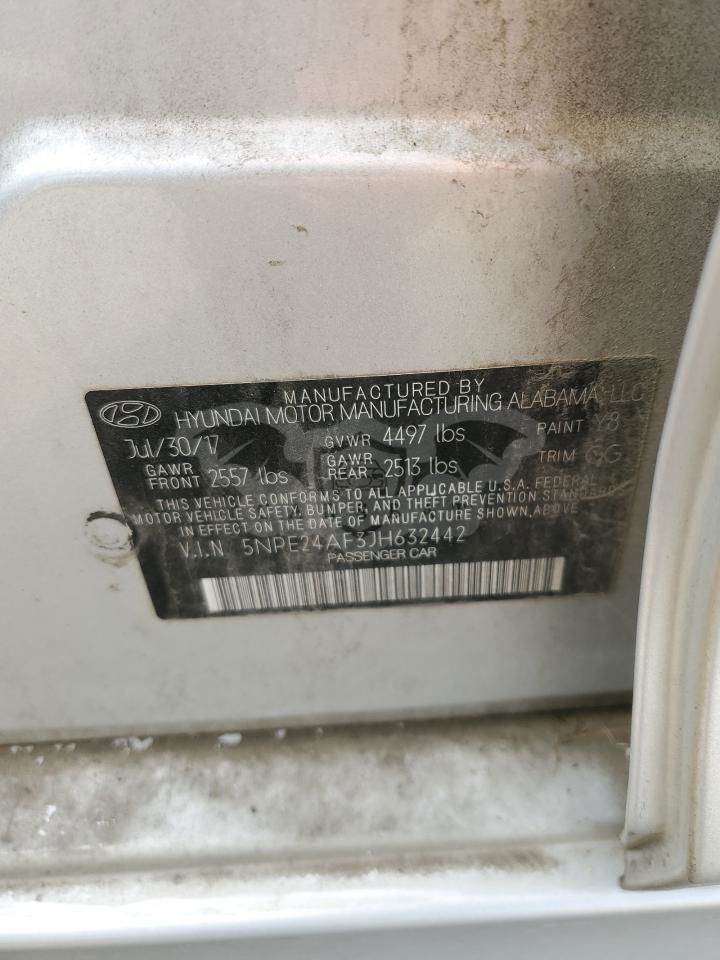 MANUFACTURED BY
HYUNDAI MOTOR MANUFACTURING ALABAMA, LLC
Jul/30/17 GVWR 4497 lbs PAINT Y8
GAWR FRONT 2557 lbs GAWR REAR 2513 lbs TRIM GG
THIS VEHICLE CONFORMS TO ALL APPLICABLE U.S.A. FEDERAL
MOTOR VEHICLE SAFETY, BUMPER, AND THEFT PREVENTION STANDARDS
IN EFFECT ON THE DATE OF MANUFACTURE SHOWN ABOVE.
V.I.N 5NPE24AF3JH632442
PASSENGER CAR